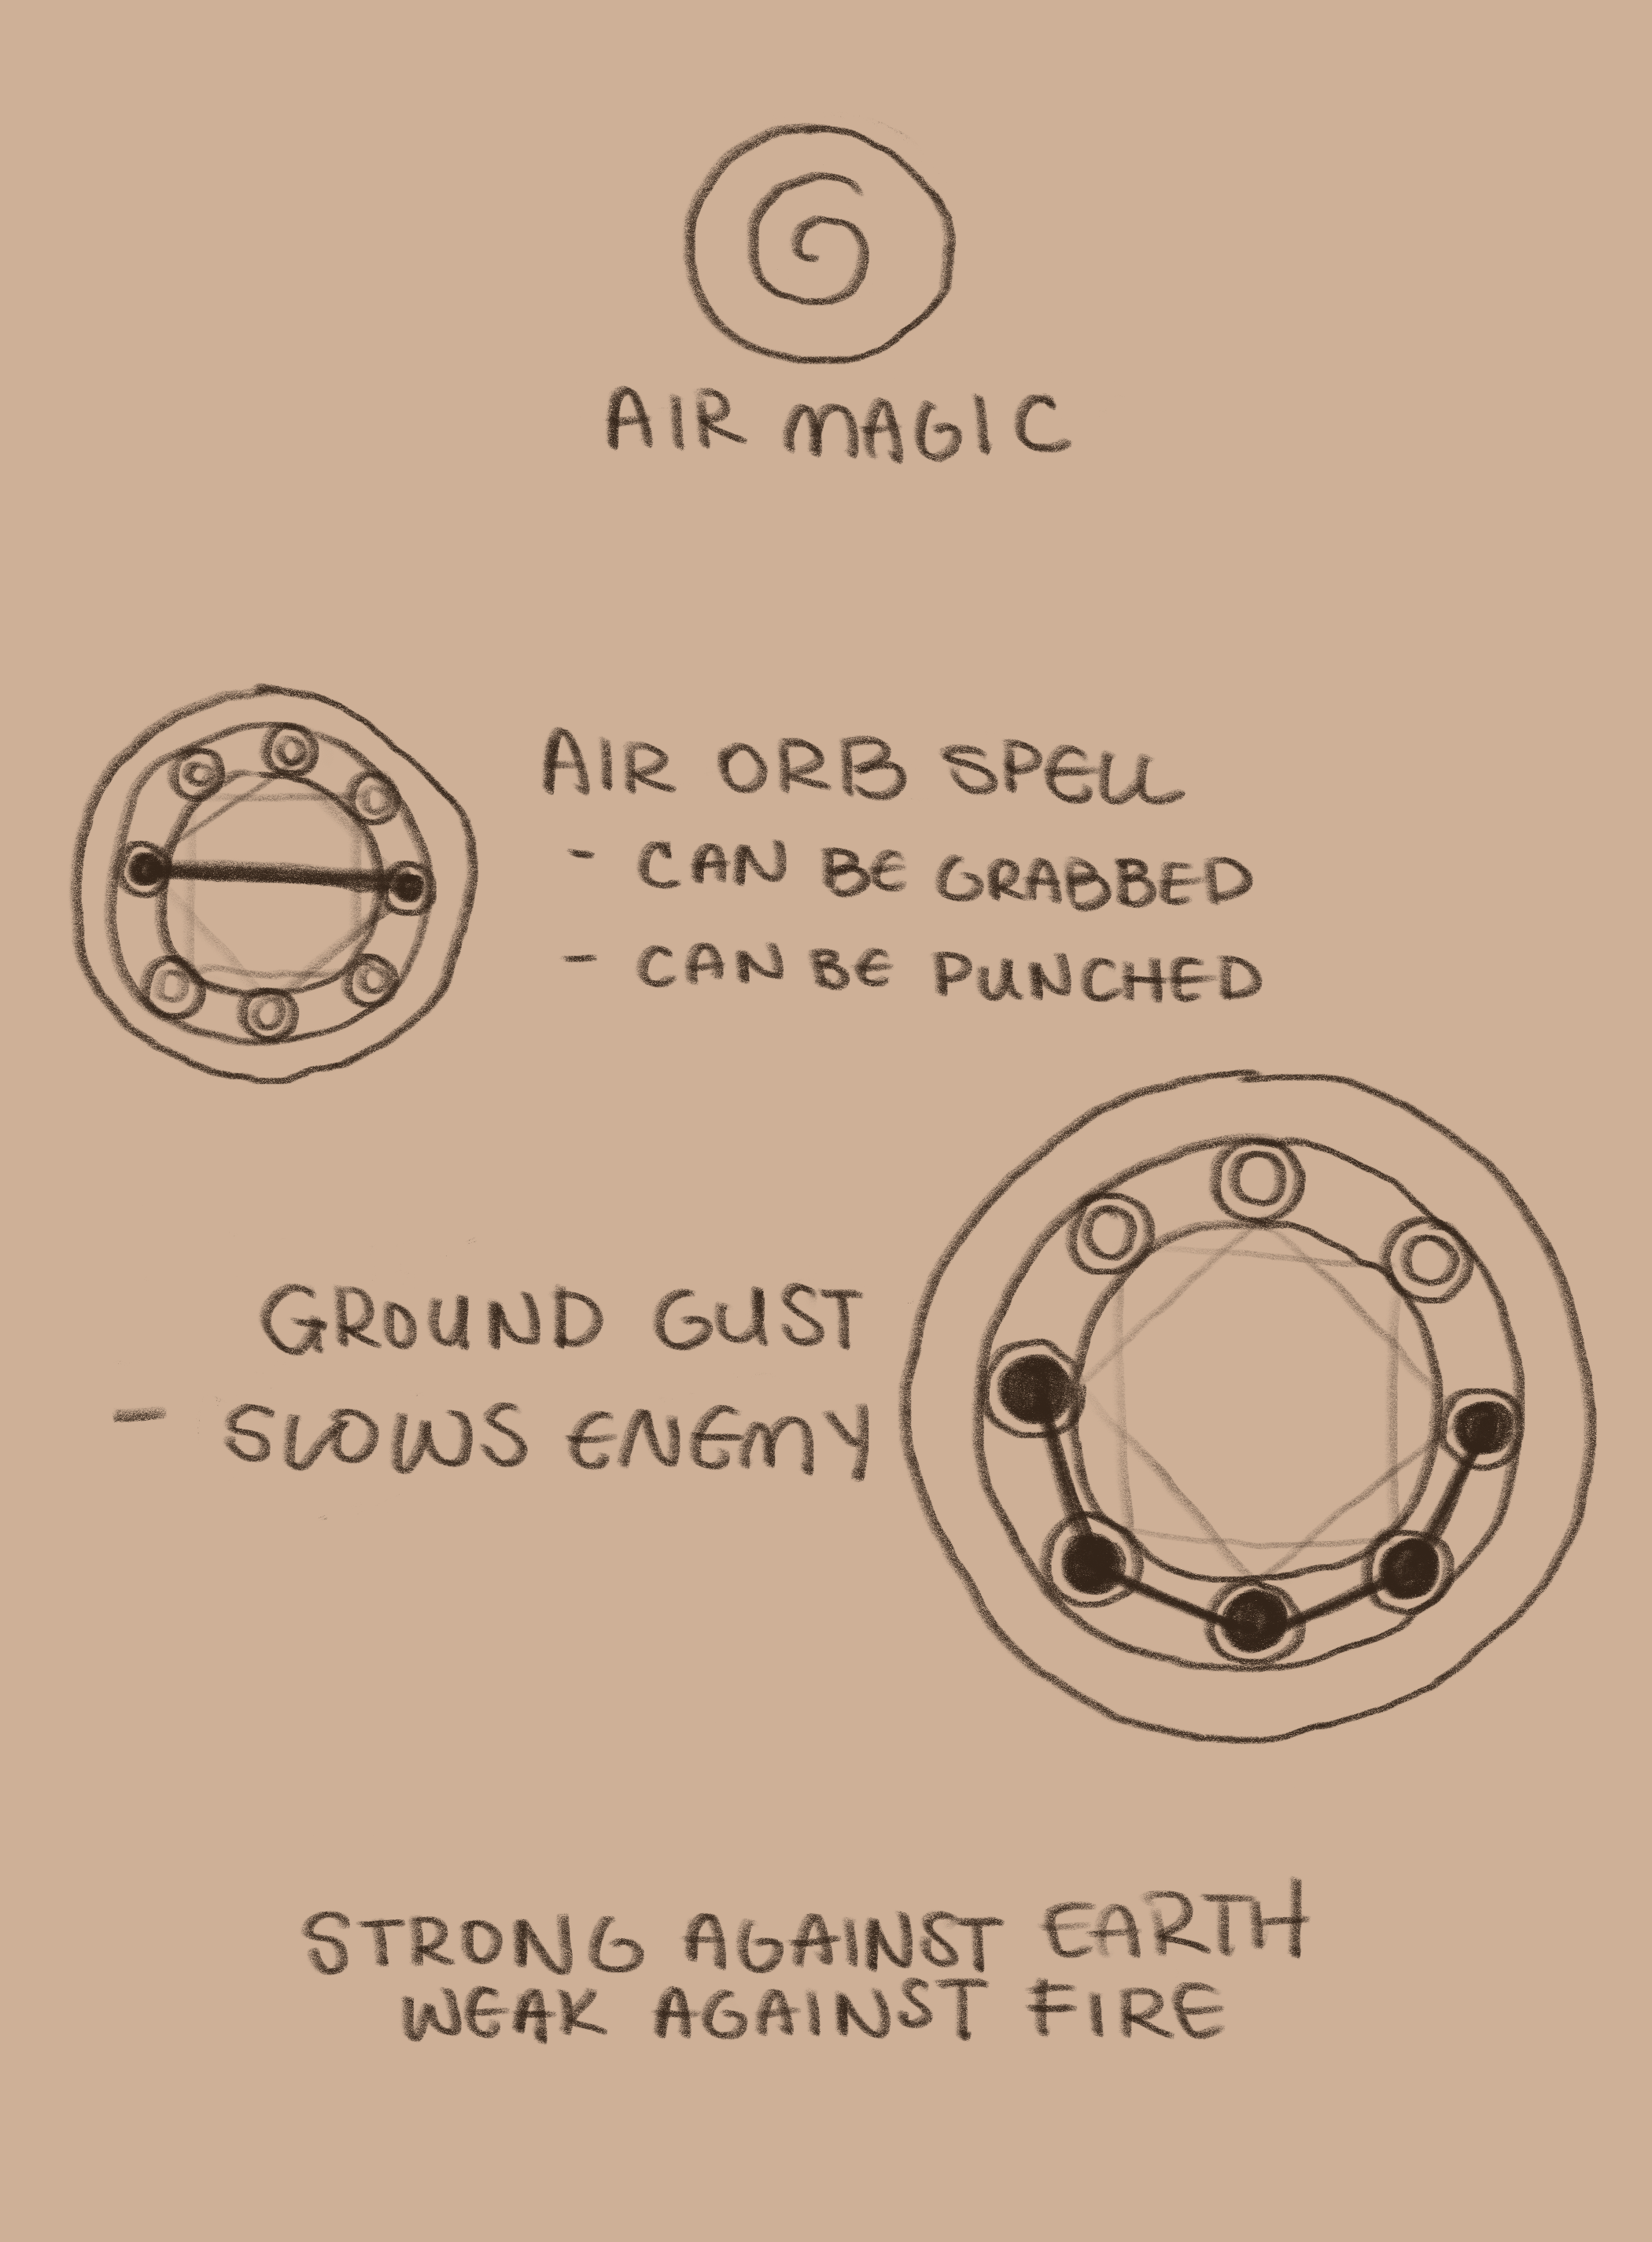 AIR MAGIC
AIR ORB SPELL
- CAN BE GRABBED
- CAN BE PUNCHED
GROUND GUST
- SLOWS ENEMY
STRONG AGAINST EARTH
WEAK AGAINST FIRE